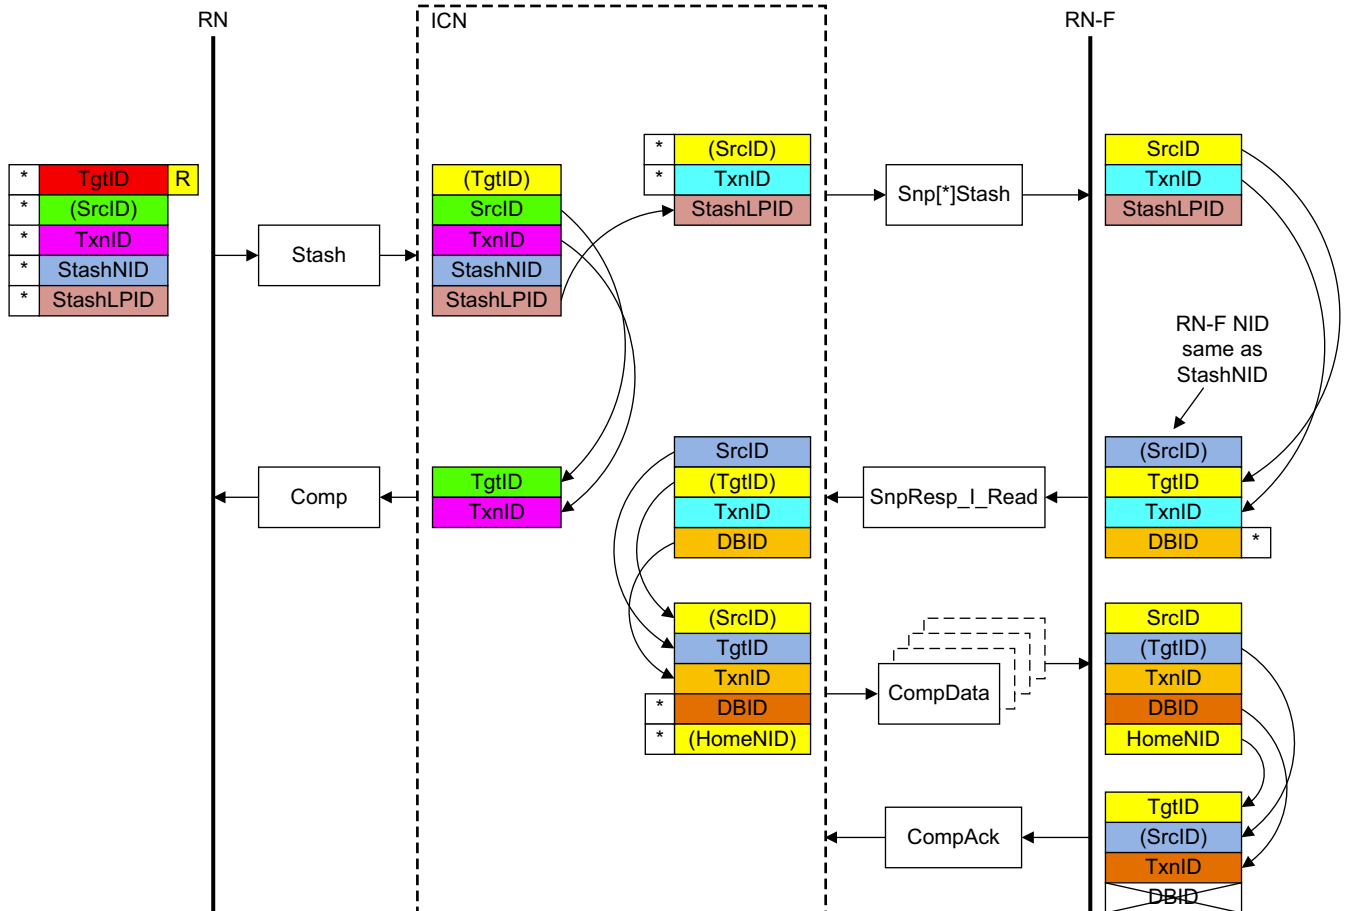 RN
ICN
RN-F
* TgtID R
* (SrcID)
* TxnID
* StashNID
* StashLPID
Stash
(TgtID)
SrcID
TxnID
StashNID
StashLPID
* (SrcID)
* TxnID
StashLPID
Snp[*]Stash
SrcID
TxnID
StashLPID
RN-F NID
same as
StashNID
Comp
TgtID
TxnID
SrcID
(TgtID)
TxnID
DBID
SnpResp_I_Read
(SrcID)
TgtID
TxnID
DBID *
(SrcID)
TgtID
TxnID
* DBID
* (HomeNID)
CompData
SrcID
(TgtID)
TxnID
DBID
HomeNID
CompAck
TgtID
(SrcID)
TxnID
DBID